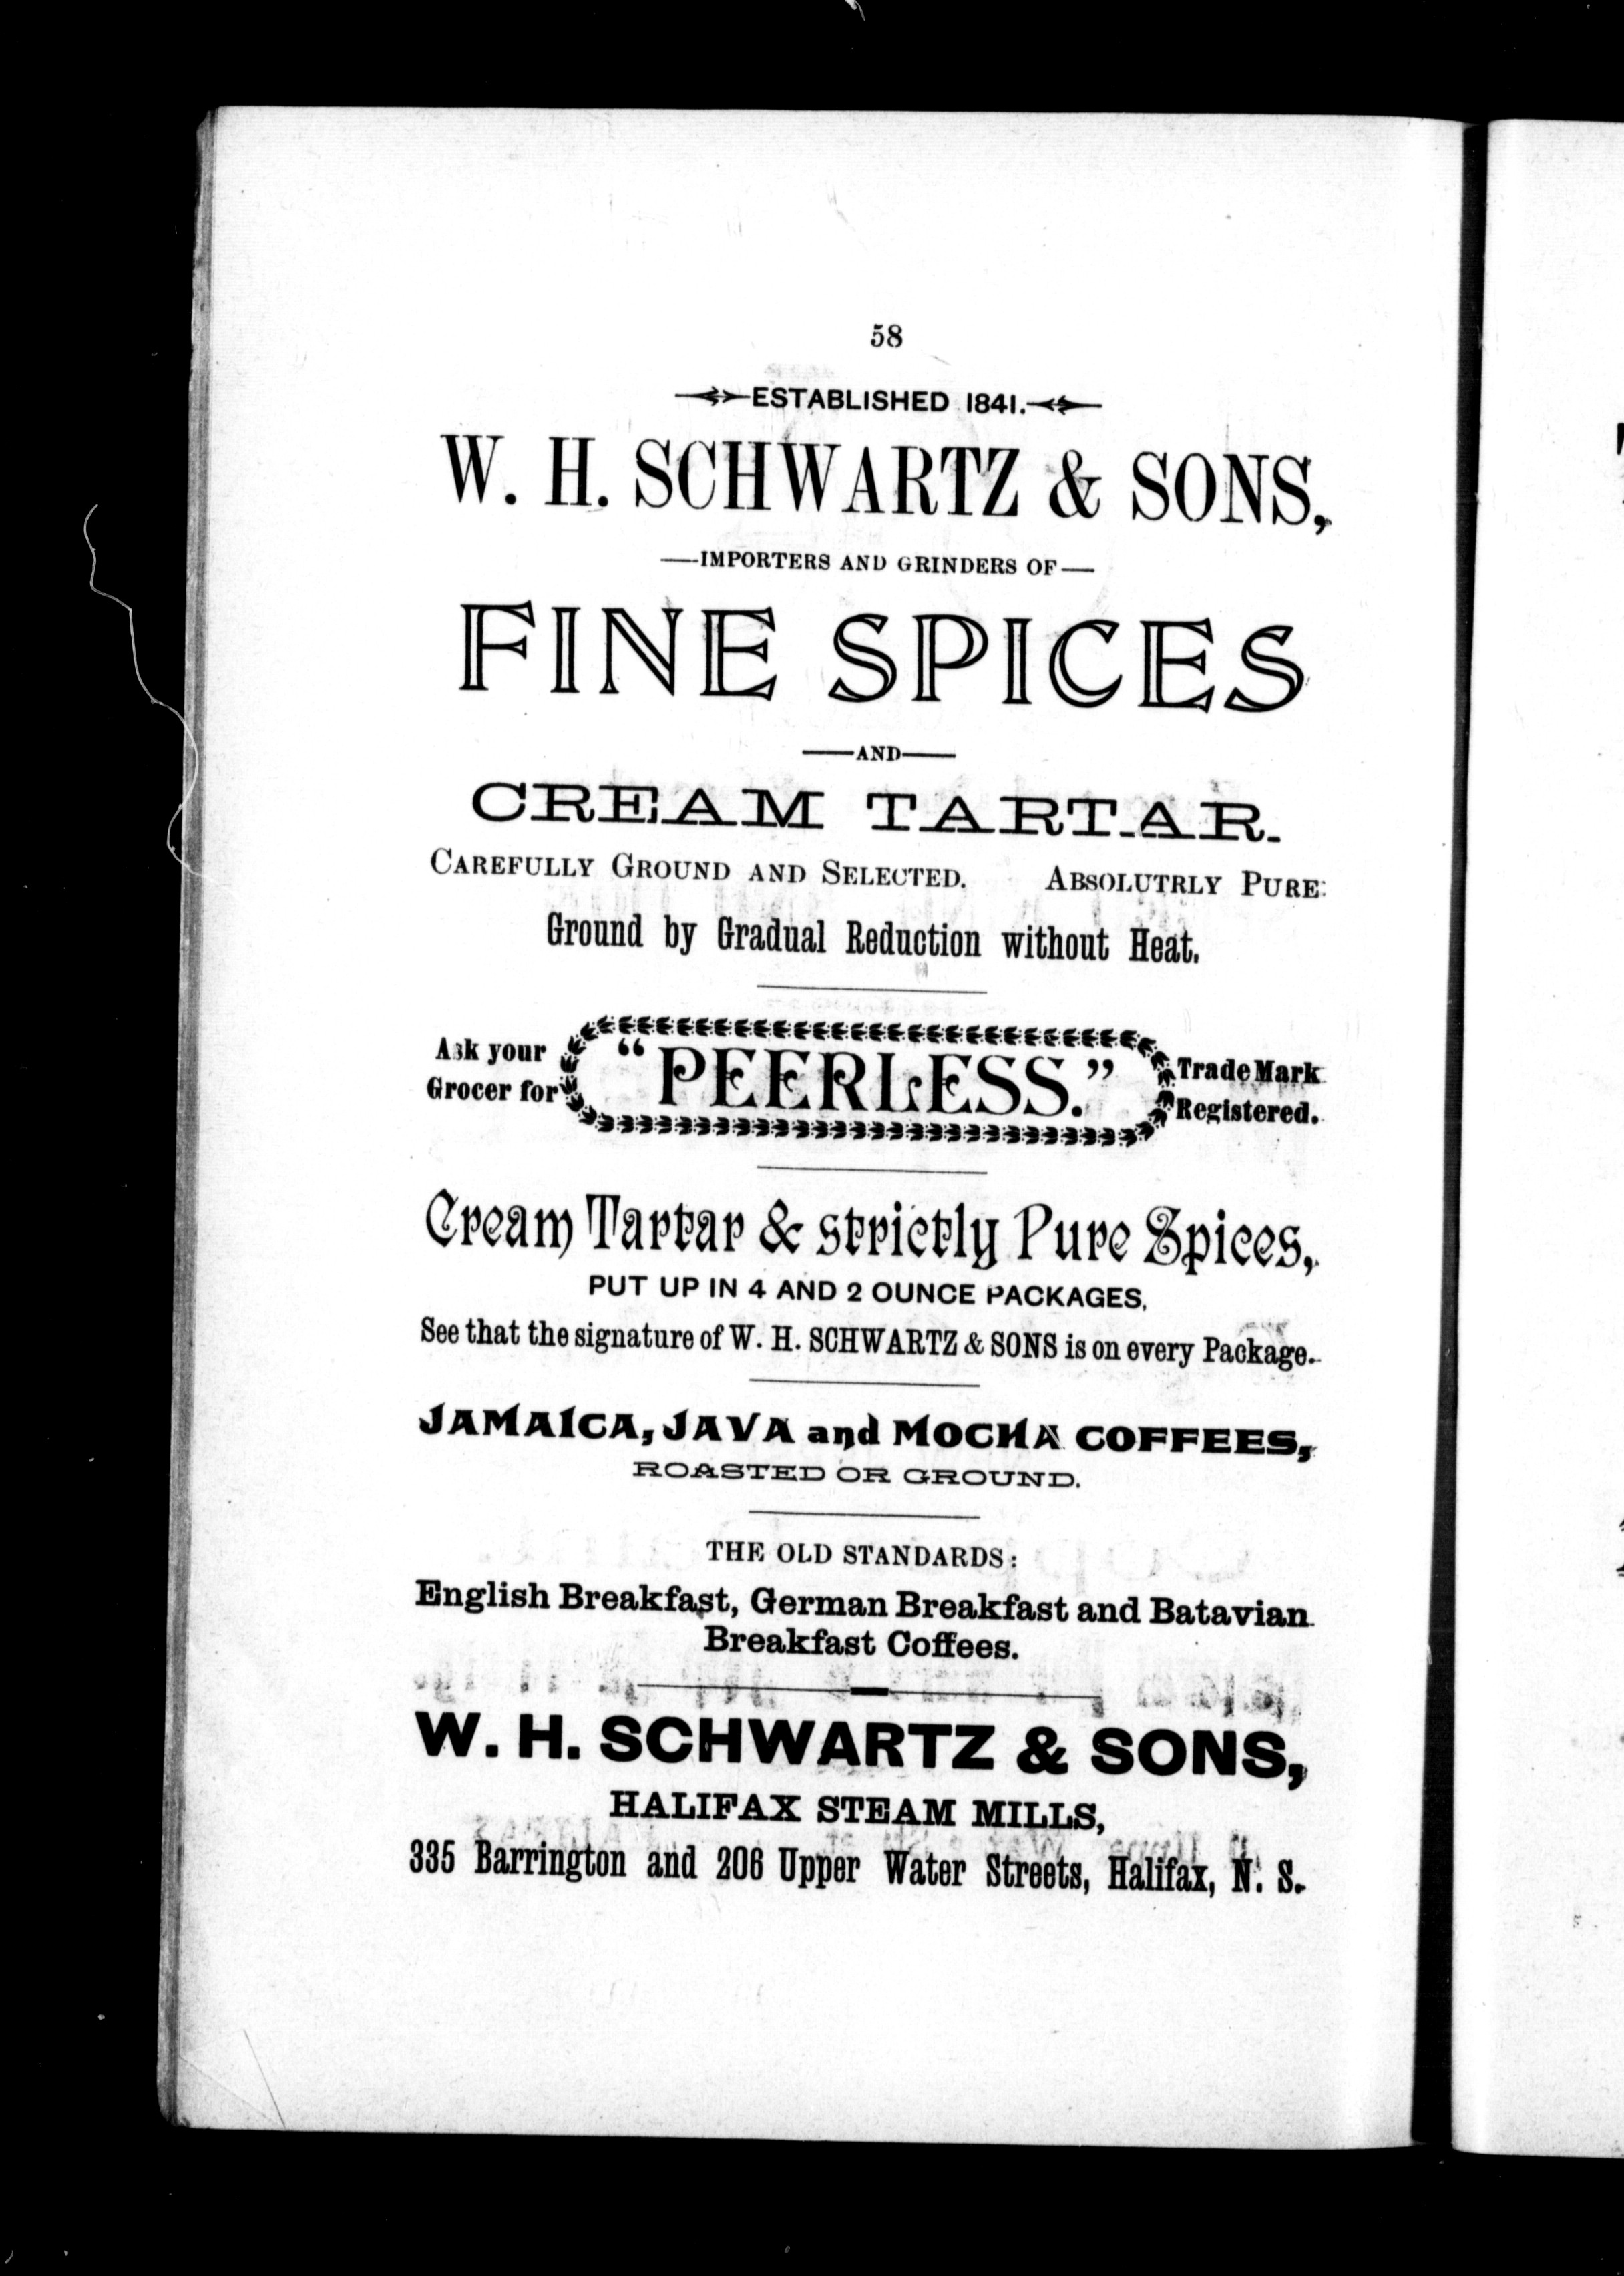 58
ESTABLISHED 1841.
W. H. SCHWARTZ & SONS,
—IMPORTERS AND GRINDERS OF—
FINE SPICES
—AND—
CREAM TARTAR.
CAREFULLY GROUND AND SELECTED. ABSOLUTRLY PURE:
Ground by Gradual Reduction without Heat.
Ask your
Grocer for
"PEERLESS."
Trade Mark
Registered.
Cream Tartar & strictly Pure Spices,
PUT UP IN 4 AND 2 OUNCE PACKAGES,
See that the signature of W. H. SCHWARTZ & SONS is on every Package.
JAMAICA, JAVA and MOCHA COFFEES,
ROASTED OR GROUND.
THE OLD STANDARDS:
English Breakfast, German Breakfast and Batavian
Breakfast Coffees.
W. H. SCHWARTZ & SONS,
HALIFAX STEAM MILLS,
335 Barrington and 206 Upper Water Streets, Halifax, N. S.